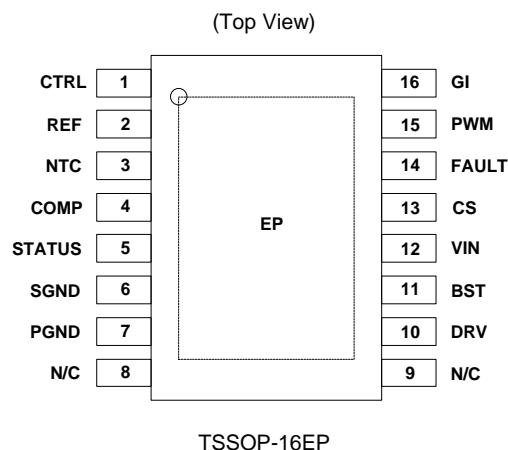 (Top View)
CTRL 1 16 GI
REF 2 15 PWM
NTC 3 14 FAULT
COMP 4 13 CS
EP
STATUS 5 12 VIN
SGND 6 11 BST
PGND 7 10 DRV
N/C 8 9 N/C
TSSOP-16EP